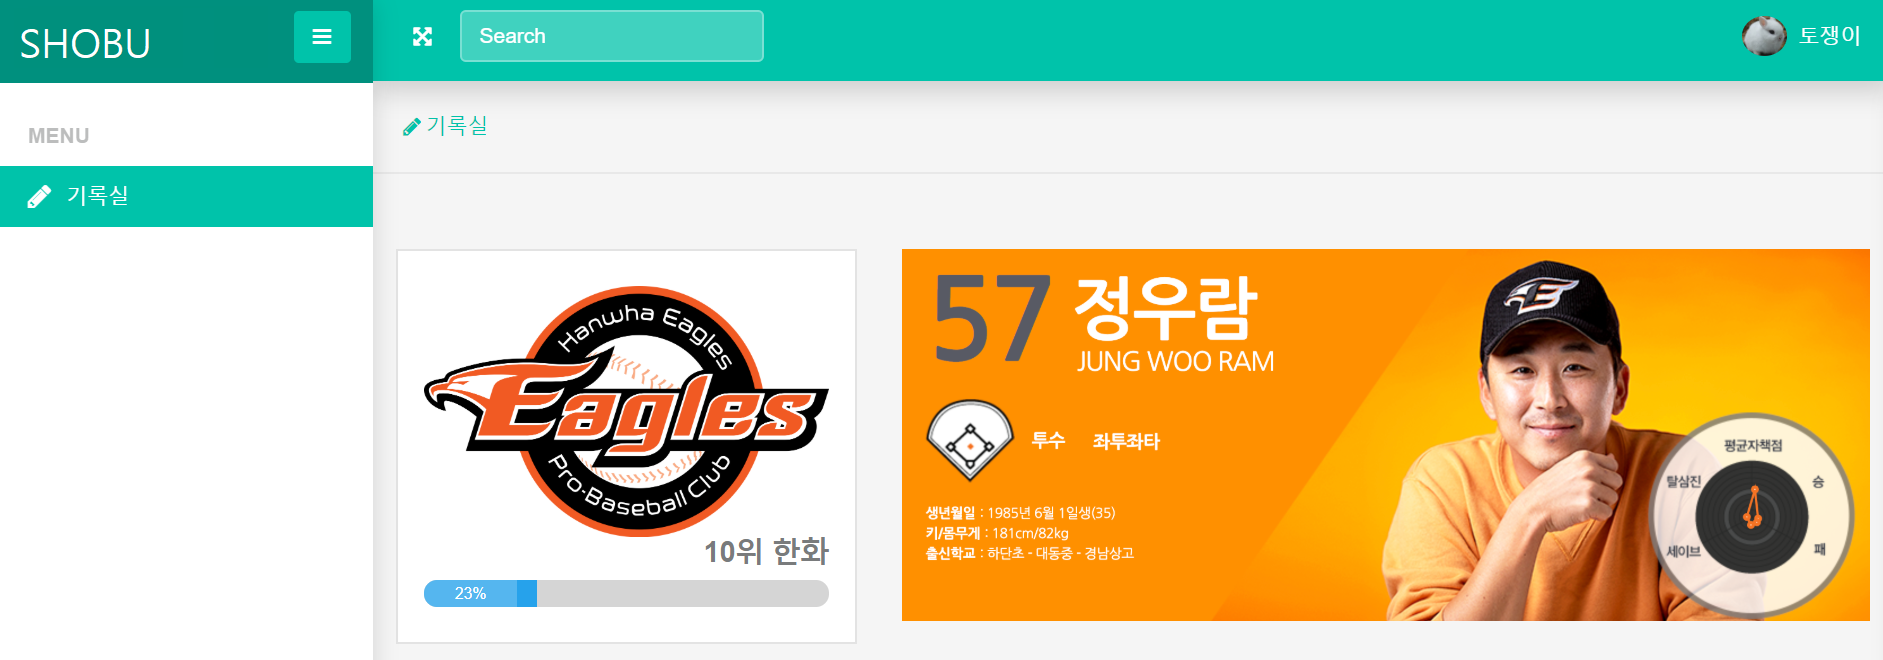 SHOBU
Search
토쟁이
MENU
기록실
기록실
Hanwha Eagles
Eagles
Pro-Baseball Club
10위 한화
23%
57 정우람
JUNG WOO RAM
투수 좌투좌타
생년월일 : 1985년 6월 1일생(35)
키/몸무게 : 181cm/82kg
출신학교 : 하단초 - 대동중 - 경남상고
평균자책점
탈삼진 승
세이브 패